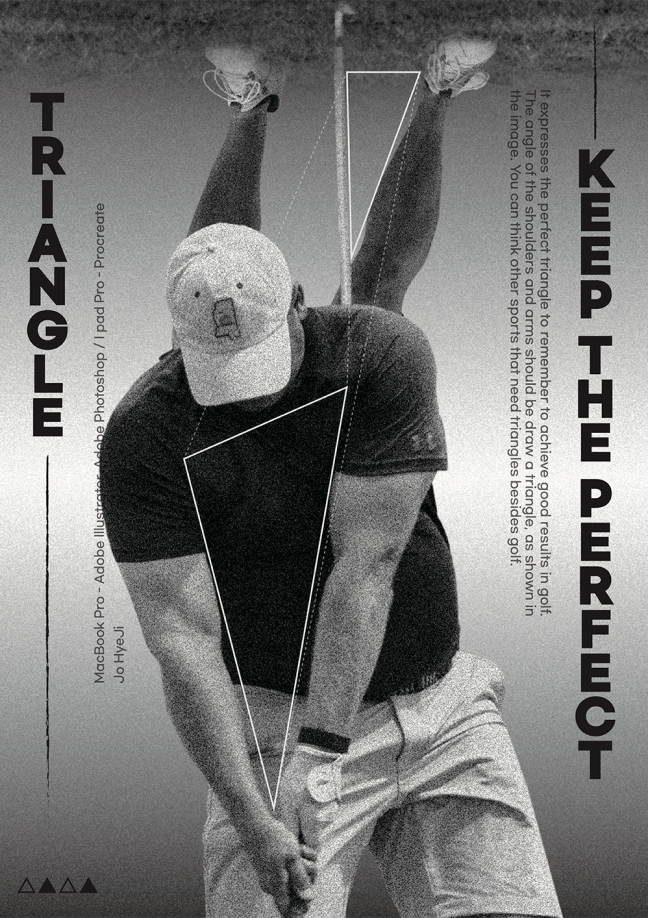 TRIANGLE
KEEP THE PERFECT
It expresses the perfect triangle to remember to achieve good results in golf.
The angle of the shoulders and arms should be draw a triangle, as shown in
the image. You can think other sports that need triangles besides golf.
MacBook Pro - Adobe Illustrator, Adobe Photoshop / I pad Pro - Procreate
Jo HyeJi